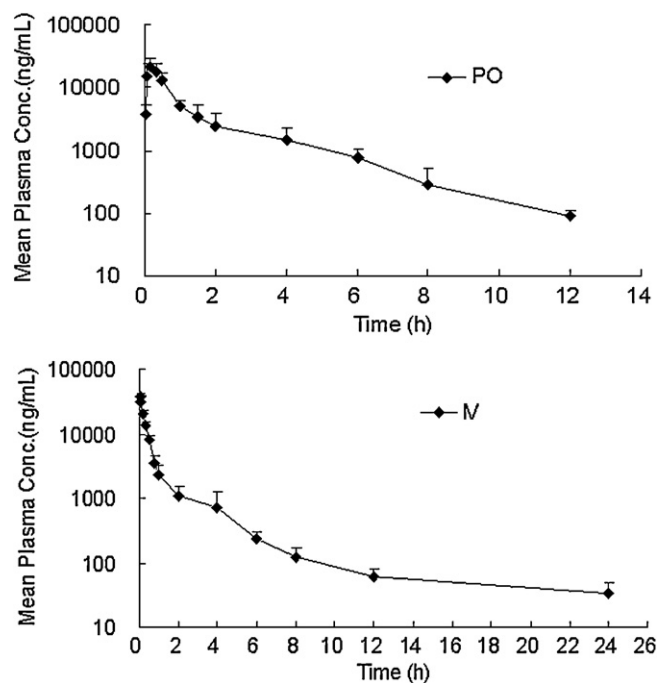 Mean Plasma Conc.(ng/mL)
100000
10000
1000
100
10
PO
0 2 4 6 8 10 12 14
Time (h)
Mean Plasma Conc.(ng/mL)
100000
10000
1000
100
10
IV
0 2 4 6 8 10 12 14 16 18 20 22 24 26
Time (h)